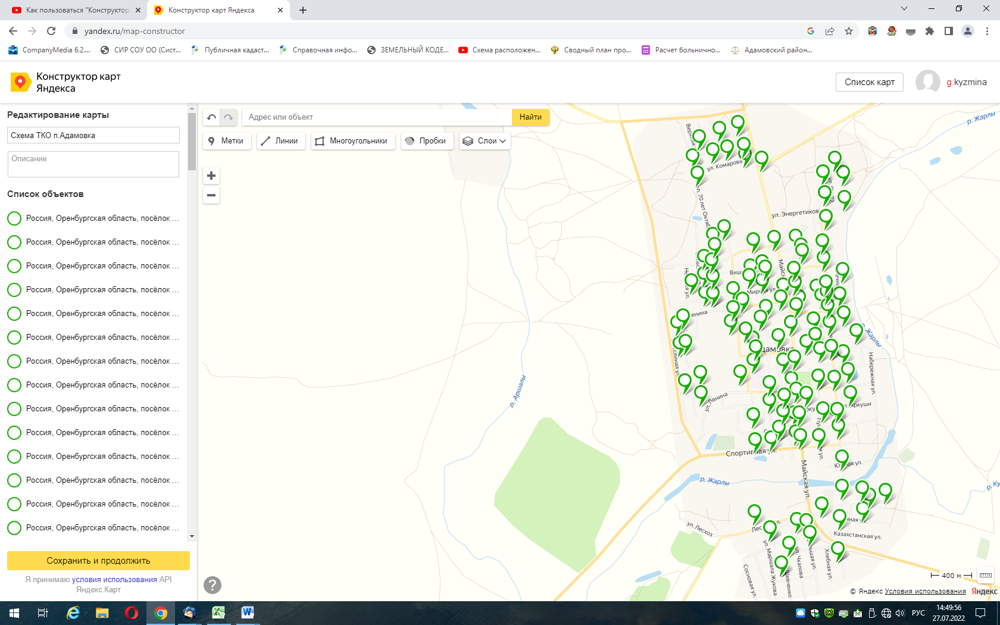 Как пользоваться "Конструктор
Конструктор карт Яндекса
yandex.ru/map-constructor
CompanyMedia 6.2....
СИР СОУ ОО (Сист...
Публичная кадаст...
Справочная инфо...
ЗЕМЕЛЬНЫЙ КОДЕ...
Схема расположен...
Сводный план про...
Расчет больнично...
Адамовский район...
Конструктор карт
Яндекса
Список карт
g.kyzmina
Редактирование карты
Схема ТКО п.Адамовка
Описание
Список объектов
Россия, Оренбургская область, посёлок ...
Россия, Оренбургская область, посёлок ...
Россия, Оренбургская область, посёлок ...
Россия, Оренбургская область, посёлок ...
Россия, Оренбургская область, посёлок ...
Россия, Оренбургская область, посёлок ...
Россия, Оренбургская область, посёлок ...
Россия, Оренбургская область, посёлок ...
Россия, Оренбургская область, посёлок ...
Россия, Оренбургская область, посёлок ...
Россия, Оренбургская область, посёлок ...
Россия, Оренбургская область, посёлок ...
Россия, Оренбургская область, посёлок ...
Россия, Оренбургская область, посёлок ...
Сохранить и продолжить
Я принимаю условия использования API
Яндекс.Карт
Адрес или объект
Найти
Метки
Линии
Многоугольники
Пробки
Слои
р. Жарлы
ул. Комарова
ул. 70 лет Октяб
ул. Энергетиков
Мирная ул.
р. Жарлы
Набережная ул.
р. Аршалы
ул. Ленина
Спортивная ул.
Майская ул.
р. Жарлы
ул. Лесхоз
Казахстанская ул.
Хлебная ул.
ул. Чкалова
ул. Маршала Жукова
Сосновая ул.
Шевченко
400 м
© Яндекс Условия использования
Яндекс
РУС
14:49:56
27.07.2022